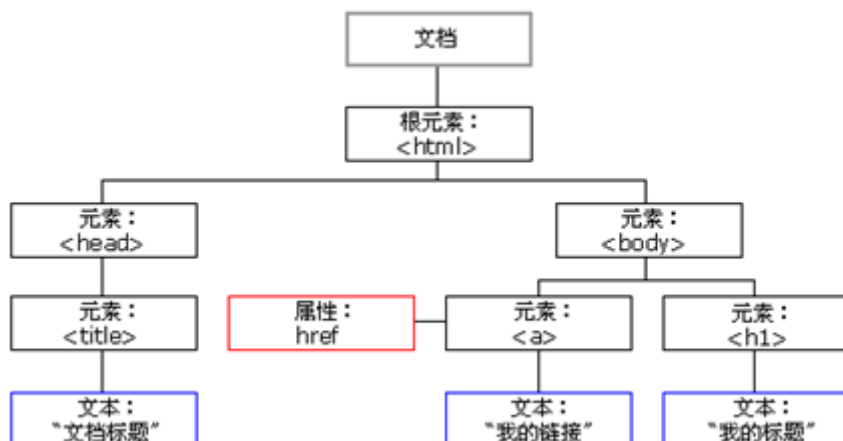 文档
根元素：
<html>
元素：
<head>
元素：
<body>
元素：
<title>
属性：
href
元素：
<a>
元素：
<h1>
文本：
“文档标题”
文本：
“我的链接”
文本：
“我的标题”